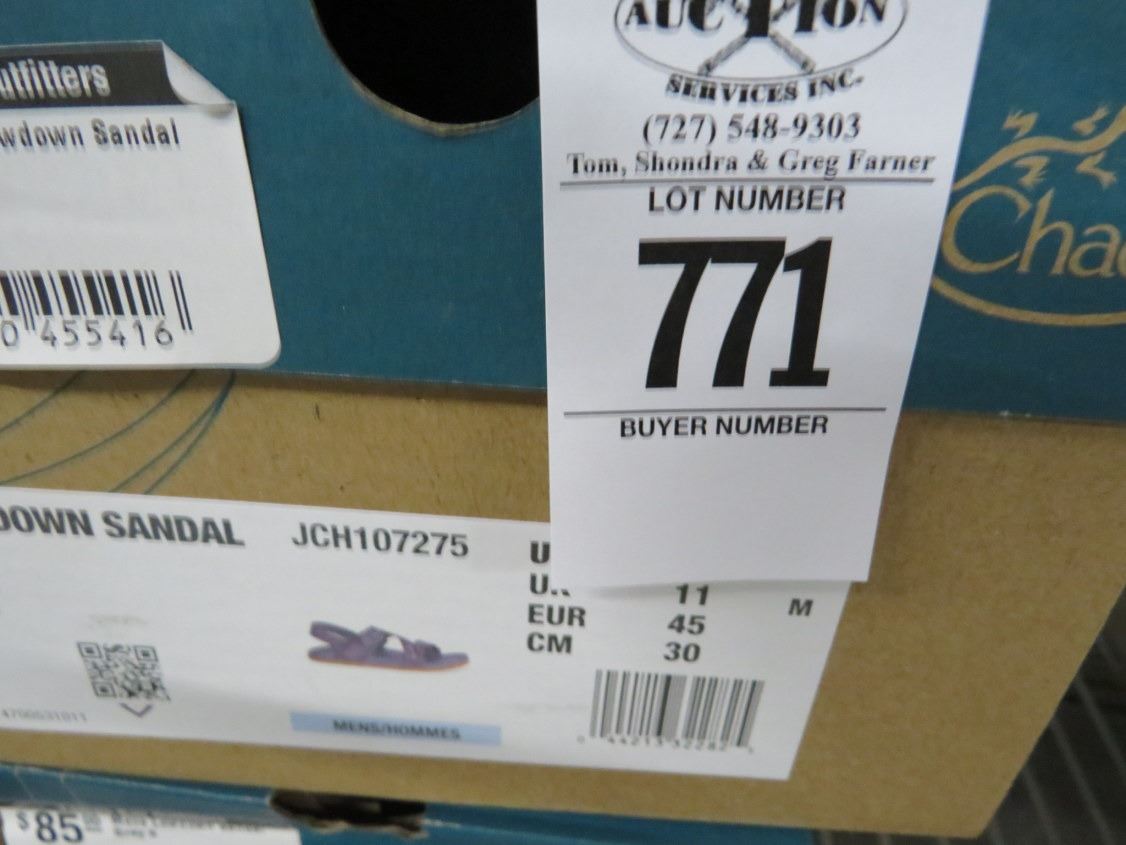 AUCTION
SERVICES INC.
(727) 548-9303
Tom, Shondra & Greg Farner
LOT NUMBER
771
BUYER NUMBER
utfitters
wdown Sandal
0 455416
Chac
DOWN SANDAL JCH107275
U
U
11 M
EUR 45
CM 30
MENS/HOMMES
$85